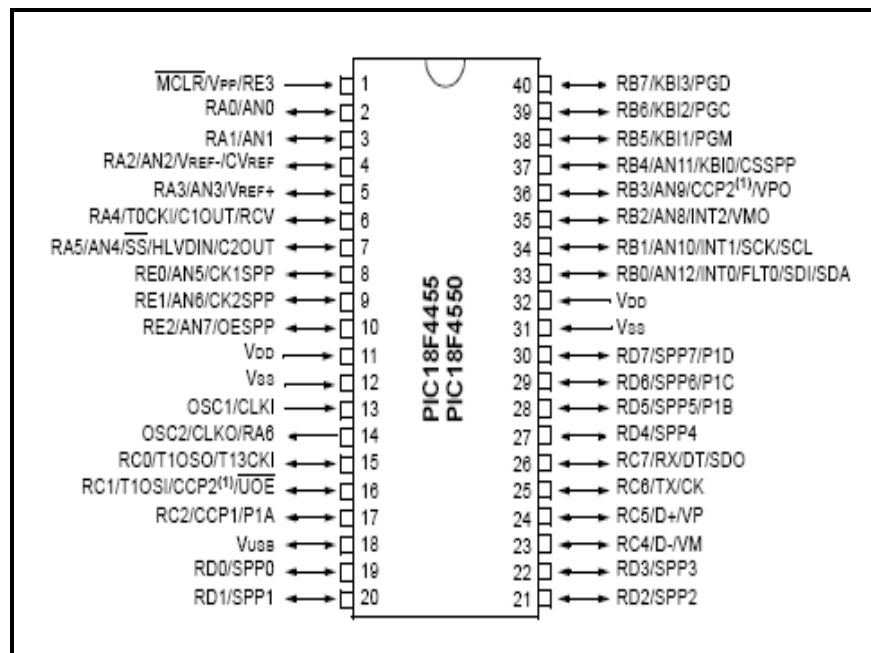 MCLR/VPP/RE3 1 40 RB7/KBI3/PGD
RA0/AN0 2 39 RB6/KBI2/PGC
RA1/AN1 3 38 RB5/KBI1/PGM
RA2/AN2/VREF-/CVREF 4 37 RB4/AN11/KBI0/CSSPP
RA3/AN3/VREF+ 5 36 RB3/AN9/CCP2(1)/VPO
RA4/T0CKI/C1OUT/RCV 6 35 RB2/AN8/INT2/VMO
RA5/AN4/SS/HLVDIN/C2OUT 7 34 RB1/AN10/INT1/SCK/SCL
RE0/AN5/CK1SPP 8 33 RB0/AN12/INT0/FLT0/SDI/SDA
RE1/AN6/CK2SPP 9 32 VDD
RE2/AN7/OESPP 10 31 VSS
VDD 11 30 RD7/SPP7/P1D
VSS 12 29 RD6/SPP6/P1C
OSC1/CLKI 13 28 RD5/SPP5/P1B
OSC2/CLKO/RA6 14 27 RD4/SPP4
RC0/T1OSO/T13CKI 15 26 RC7/RX/DT/SDO
RC1/T1OSI/CCP2(1)/UOE 16 25 RC6/TX/CK
RC2/CCP1/P1A 17 24 RC5/D+/VP
VUSB 18 23 RC4/D-/VM
RD0/SPP0 19 22 RD3/SPP3
RD1/SPP1 20 21 RD2/SPP2
PIC18F4455
PIC18F4550